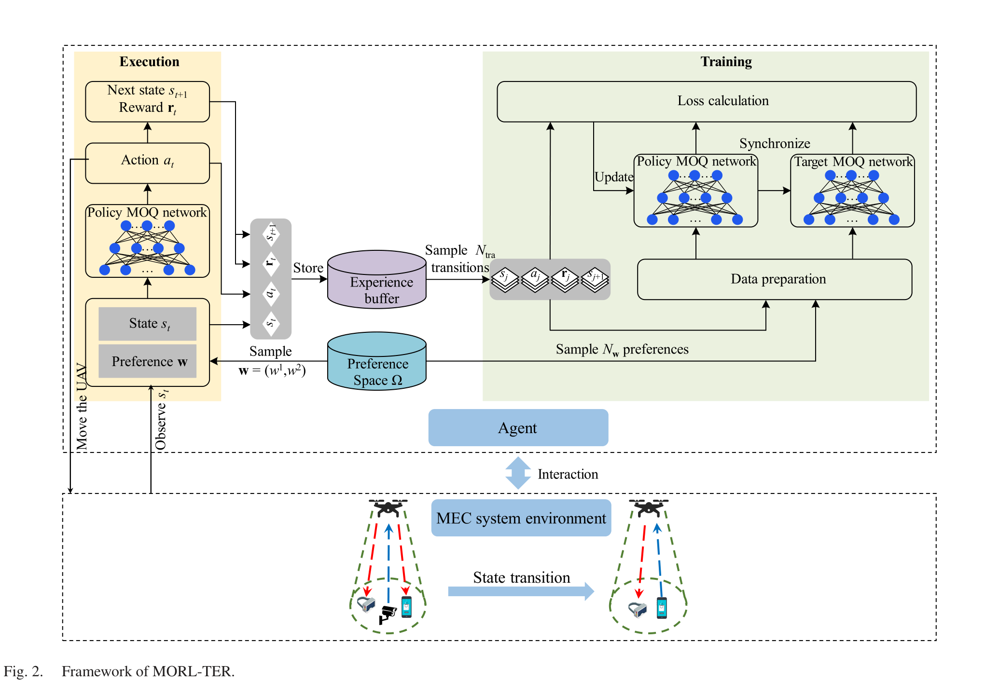 Execution
Next state s_{t+1}
Reward r_t
Action a_t
Policy MOQ network
... ...
...
...
State s_t
Preference w
Move the UAV
Observe s_t
s_{t+1}
r_t
a_t
s_t
Store
Experience
buffer
Sample N_{tra}
transitions
Sample
w = (w^1,w^2)
Preference
Space Ω
Sample N_w preferences
Training
Loss calculation
Synchronize
Update
Policy MOQ network
... ...
...
...
Target MOQ network
... ...
...
...
s_j a_j r_j s_{j+1}
Data preparation
Agent
Interaction
MEC system environment
State transition
Fig. 2. Framework of MORL-TER.